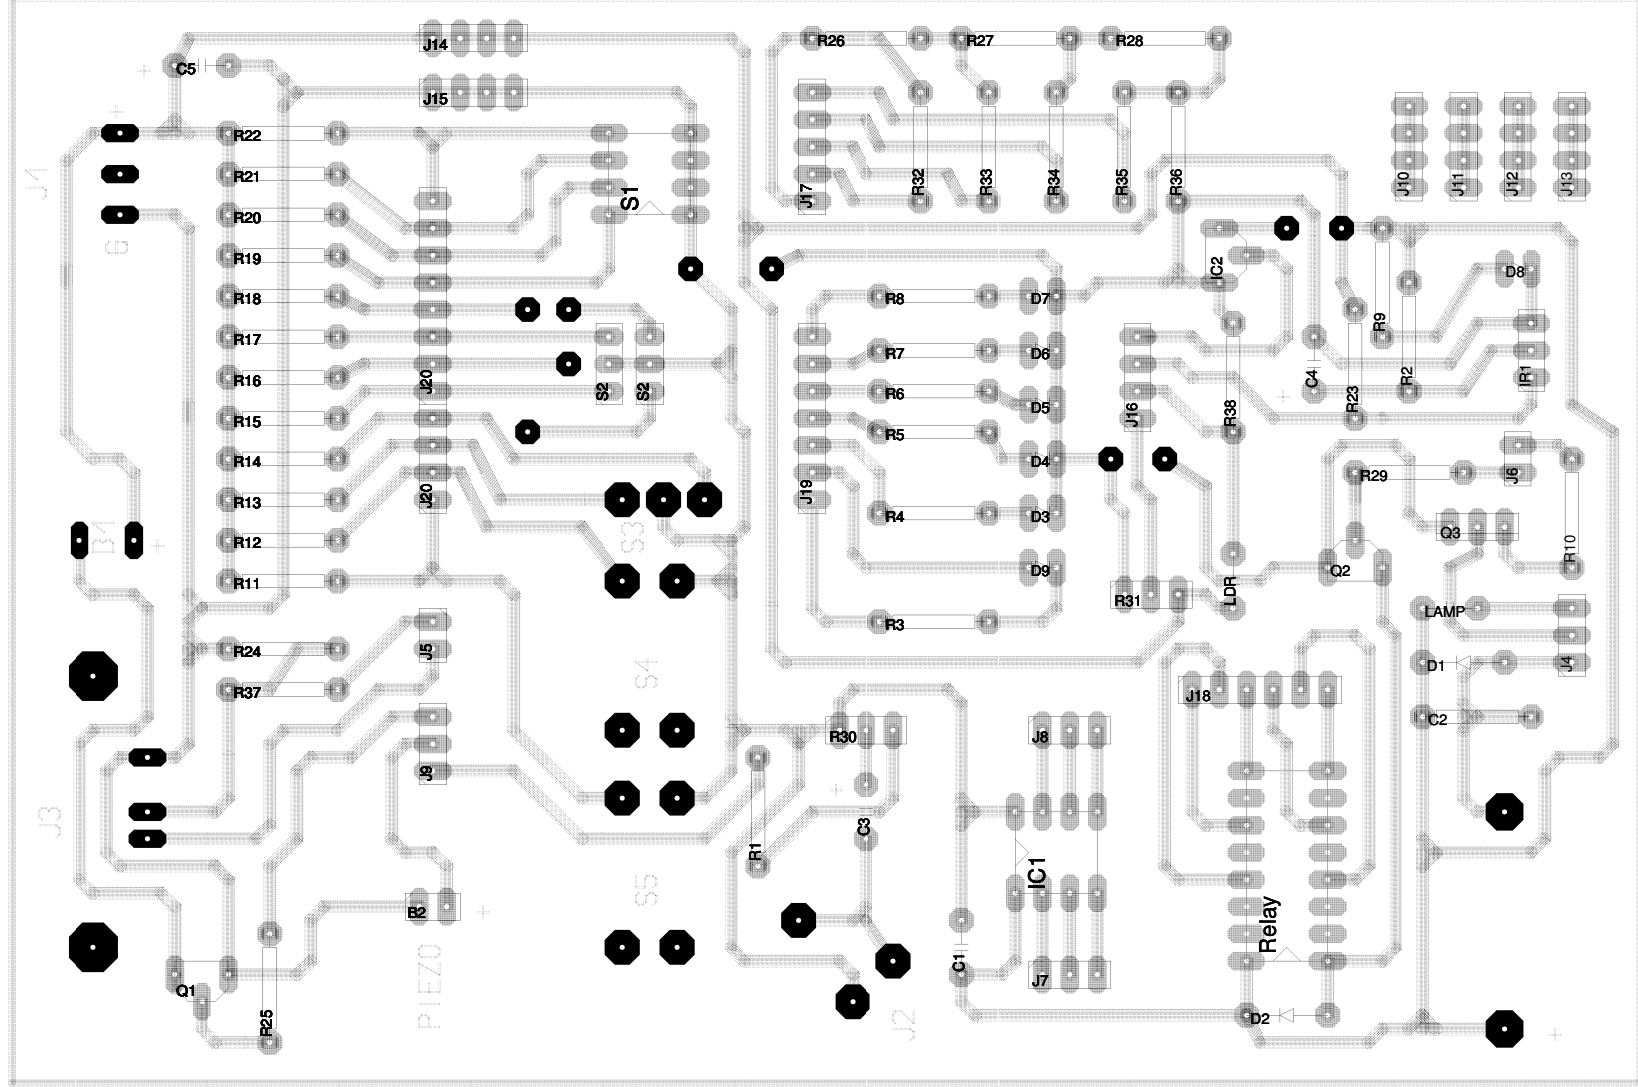 J14
R26
R27
R28
C5
J15
R22
R21
J1
J17
R32
R33
R34
R35
R36
J10
J11
J12
J13
S1
R20
G
R19
IC2
D8
R18
R8
D7
R17
R9
R7
D6
R16
J20
S2
S2
R6
D5
C4
R23
R2
IR1
R15
J16
R38
R5
R14
D4
J6
R29
R13
J20
J19
R4
D3
Q3
R12
B1
S3
R10
R11
D9
Q2
R31
LDR
LAMP
R24
J5
R3
D1
J4
R37
S4
J18
C2
R30
J8
J9
J3
C3
R1
IC1
S5
B2
Relay
PIEZO
C1
J7
Q1
R25
J2
D2